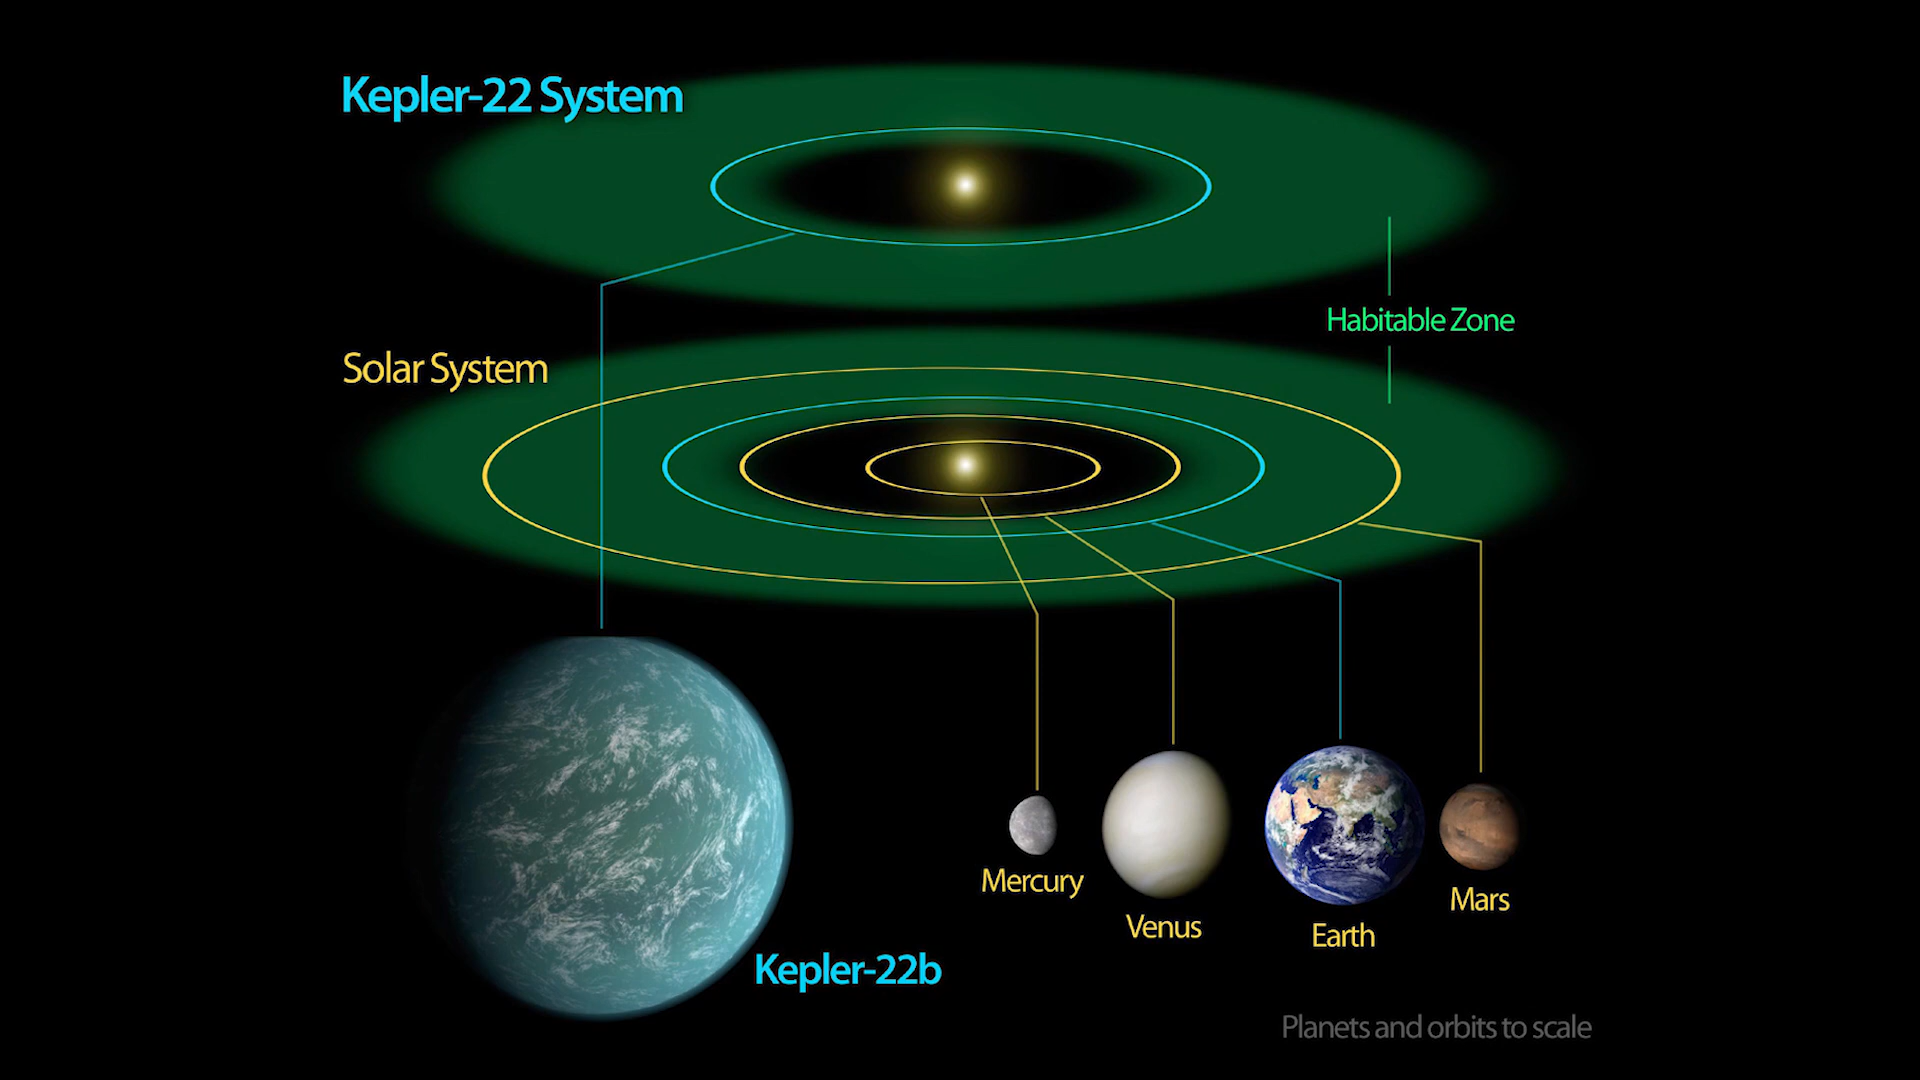 Kepler-22 System
Habitable Zone
Solar System
Mercury
Venus
Earth
Mars
Kepler-22b
Planets and orbits to scale